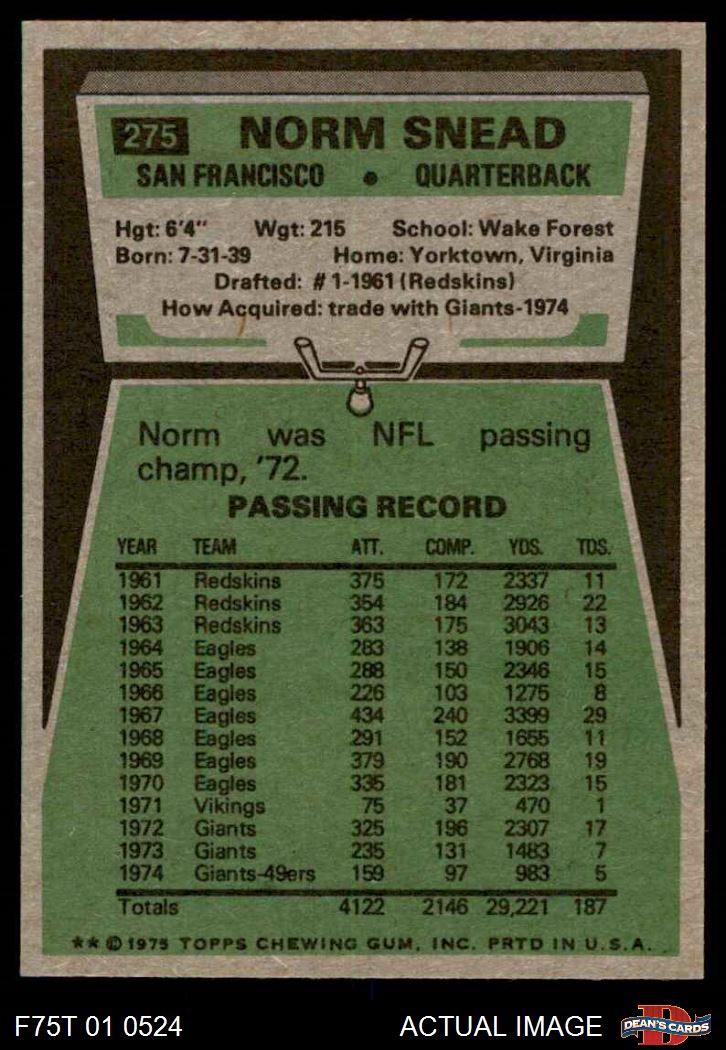 275 NORM SNEAD
SAN FRANCISCO • QUARTERBACK
Hgt: 6'4" Wgt: 215 School: Wake Forest
Born: 7-31-39 Home: Yorktown, Virginia
Drafted: #1-1961 (Redskins)
How Acquired: trade with Giants-1974
Norm was NFL passing
champ, '72.
PASSING RECORD
YEAR TEAM ATT. COMP. YDS. TDS.
1961 Redskins 375 172 2337 11
1962 Redskins 354 184 2926 22
1963 Redskins 363 175 3043 13
1964 Eagles 283 138 1906 14
1965 Eagles 288 150 2346 15
1966 Eagles 226 103 1275 8
1967 Eagles 434 240 3399 29
1968 Eagles 291 152 1655 11
1969 Eagles 379 190 2768 19
1970 Eagles 335 181 2323 15
1971 Vikings 75 37 470 1
1972 Giants 325 196 2307 17
1973 Giants 235 131 1483 7
1974 Giants-49ers 159 97 983 5
Totals 4122 2146 29,221 187
** © 1975 TOPPS CHEWING GUM, INC. PRTD IN U.S.A.
F75T 01 0524 ACTUAL IMAGE D DEAN'S CARDS